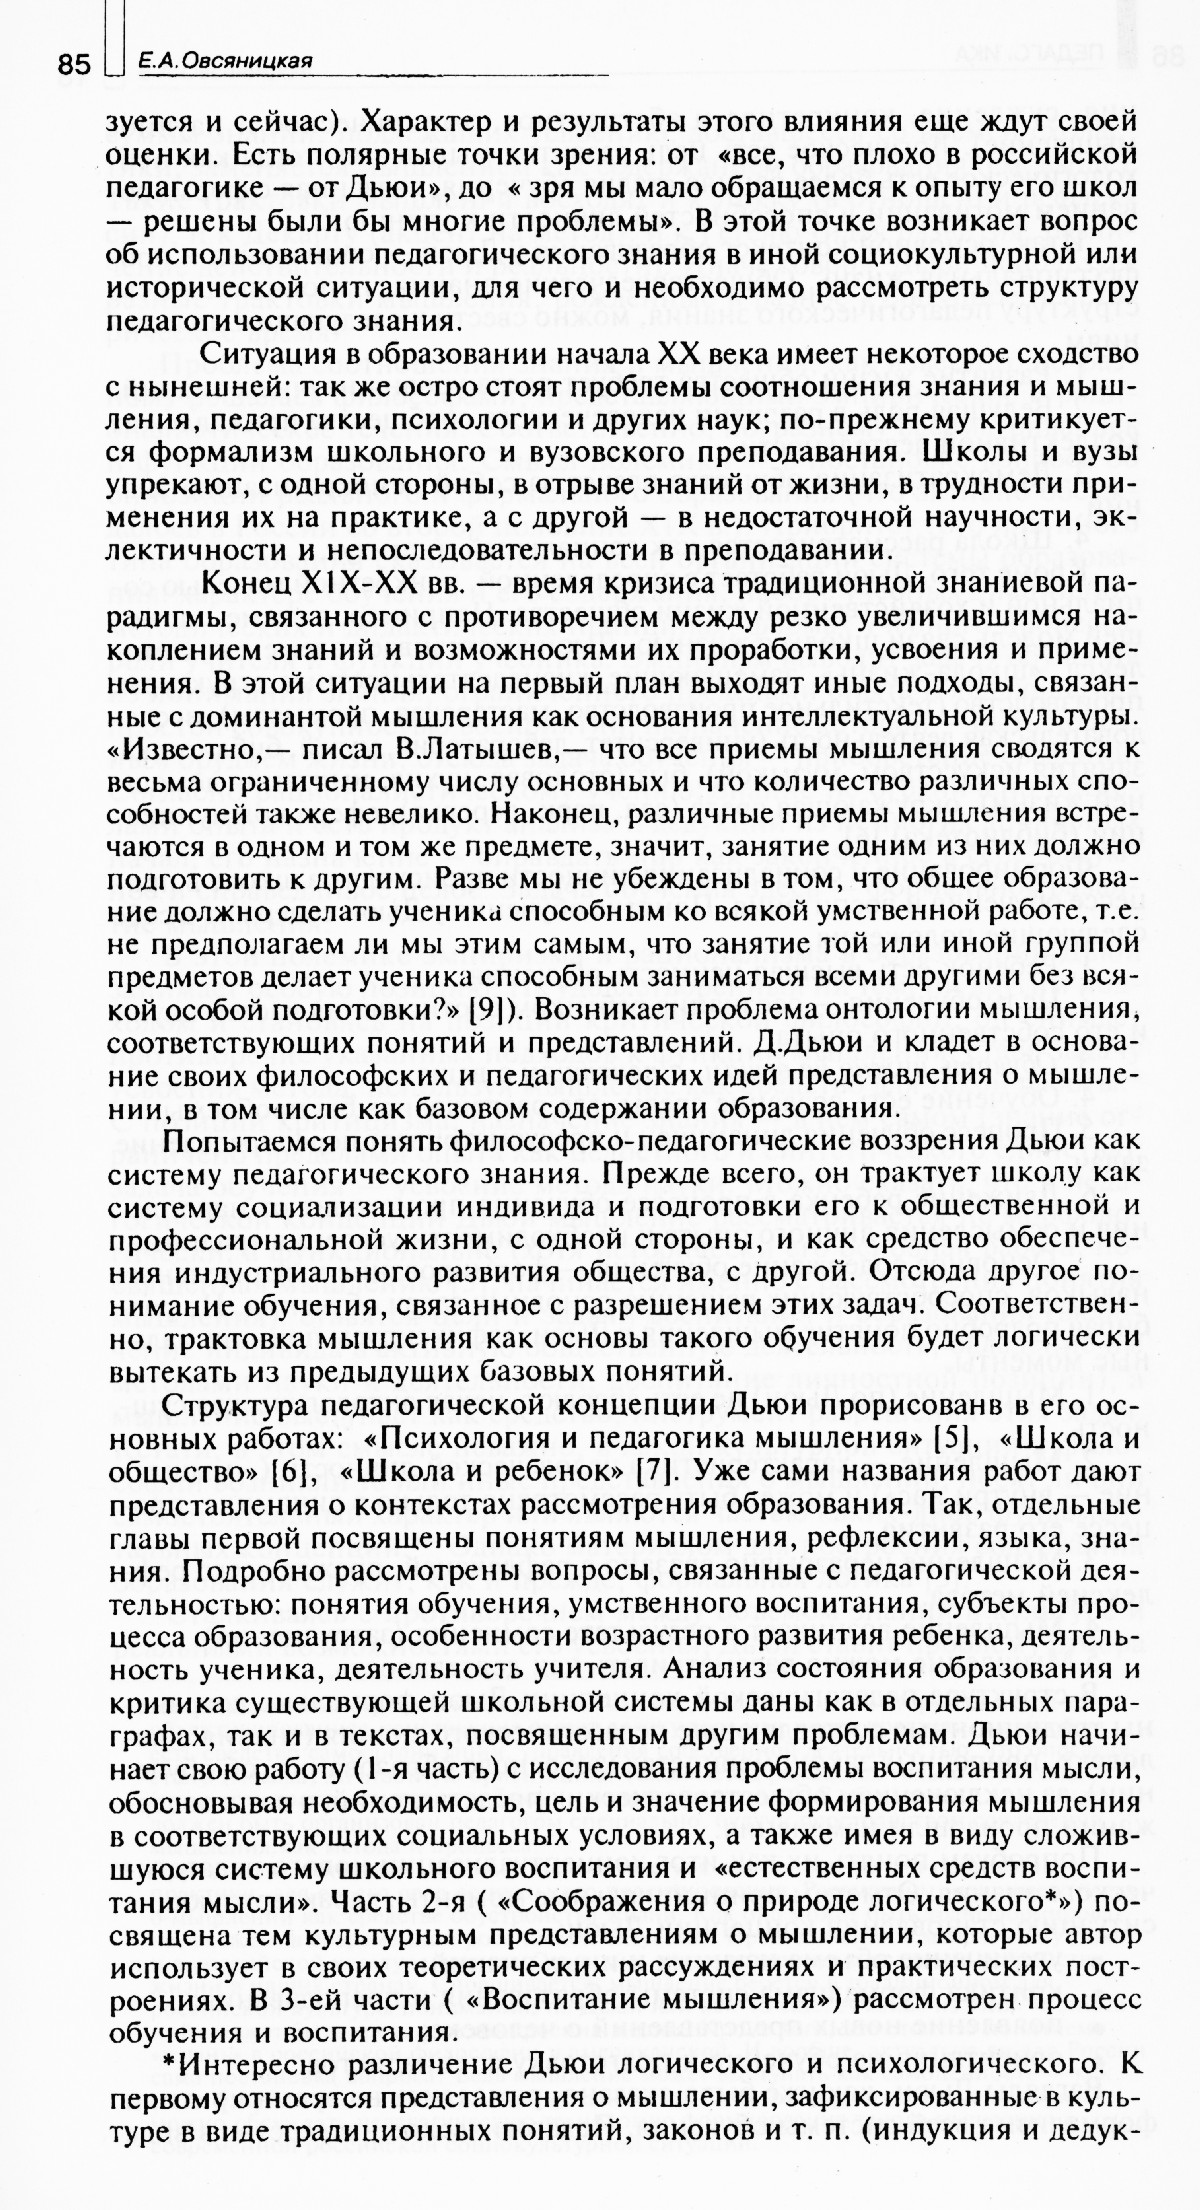 85 Е.А.Овсяницкая
зуется и сейчас). Характер и результаты этого влияния еще ждут своей
оценки. Есть полярные точки зрения: от «все, что плохо в российской
педагогике — от Дьюи», до « зря мы мало обращаемся к опыту его школ
— решены были бы многие проблемы». В этой точке возникает вопрос
об использовании педагогического знания в иной социокультурной или
исторической ситуации, для чего и необходимо рассмотреть структуру
педагогического знания.
Ситуация в образовании начала XX века имеет некоторое сходство
с нынешней: так же остро стоят проблемы соотношения знания и мыш-
ления, педагогики, психологии и других наук; по-прежнему критикует-
ся формализм школьного и вузовского преподавания. Школы и вузы
упрекают, с одной стороны, в отрыве знаний от жизни, в трудности при-
менения их на практике, а с другой — в недостаточной научности, эк-
лектичности и непоследовательности в преподавании.
Конец X1X-XX вв. — время кризиса традиционной знаниевой па-
радигмы, связанного с противоречием между резко увеличившимся на-
коплением знаний и возможностями их проработки, усвоения и приме-
нения. В этой ситуации на первый план выходят иные подходы, связан-
ные с доминантой мышления как основания интеллектуальной культуры.
«Известно,— писал В.Латышев,— что все приемы мышления сводятся к
весьма ограниченному числу основных и что количество различных спо-
собностей также невелико. Наконец, различные приемы мышления встре-
чаются в одном и том же предмете, значит, занятие одним из них должно
подготовить к другим. Разве мы не убеждены в том, что общее образова-
ние должно сделать ученика способным ко всякой умственной работе, т.е.
не предполагаем ли мы этим самым, что занятие той или иной группой
предметов делает ученика способным заниматься всеми другими без вся-
кой особой подготовки?» [9]). Возникает проблема онтологии мышления,
соответствующих понятий и представлений. Д.Дьюи и кладет в основа-
ние своих философских и педагогических идей представления о мышле-
нии, в том числе как базовом содержании образования.
Попытаемся понять философско-педагогические воззрения Дьюи как
систему педагогического знания. Прежде всего, он трактует школу как
систему социализации индивида и подготовки его к общественной и
профессиональной жизни, с одной стороны, и как средство обеспече-
ния индустриального развития общества, с другой. Отсюда другое по-
нимание обучения, связанное с разрешением этих задач. Соответствен-
но, трактовка мышления как основы такого обучения будет логически
вытекать из предыдущих базовых понятий.
Структура педагогической концепции Дьюи прорисованв в его ос-
новных работах: «Психология и педагогика мышления» [5], «Школа и
общество» [6], «Школа и ребенок» [7]. Уже сами названия работ дают
представления о контекстах рассмотрения образования. Так, отдельные
главы первой посвящены понятиям мышления, рефлексии, языка, зна-
ния. Подробно рассмотрены вопросы, связанные с педагогической дея-
тельностью: понятия обучения, умственного воспитания, субъекты про-
цесса образования, особенности возрастного развития ребенка, деятель-
ность ученика, деятельность учителя. Анализ состояния образования и
критика существующей школьной системы даны как в отдельных пара-
графах, так и в текстах, посвященным другим проблемам. Дьюи начи-
нает свою работу (1-я часть) с исследования проблемы воспитания мысли,
обосновывая необходимость, цель и значение формирования мышления
в соответствующих социальных условиях, а также имея в виду сложив-
шуюся систему школьного воспитания и «естественных средств воспи-
тания мысли». Часть 2-я ( «Соображения о природе логического*») по-
священа тем культурным представлениям о мышлении, которые автор
использует в своих теоретических рассуждениях и практических пост-
роениях. В 3-ей части ( «Воспитание мышления») рассмотрен процесс
обучения и воспитания.
*Интересно различение Дьюи логического и психологического. К
первому относятся представления о мышлении, зафиксированные в куль-
туре в виде традиционных понятий, законов и т. п. (индукция и дедук-